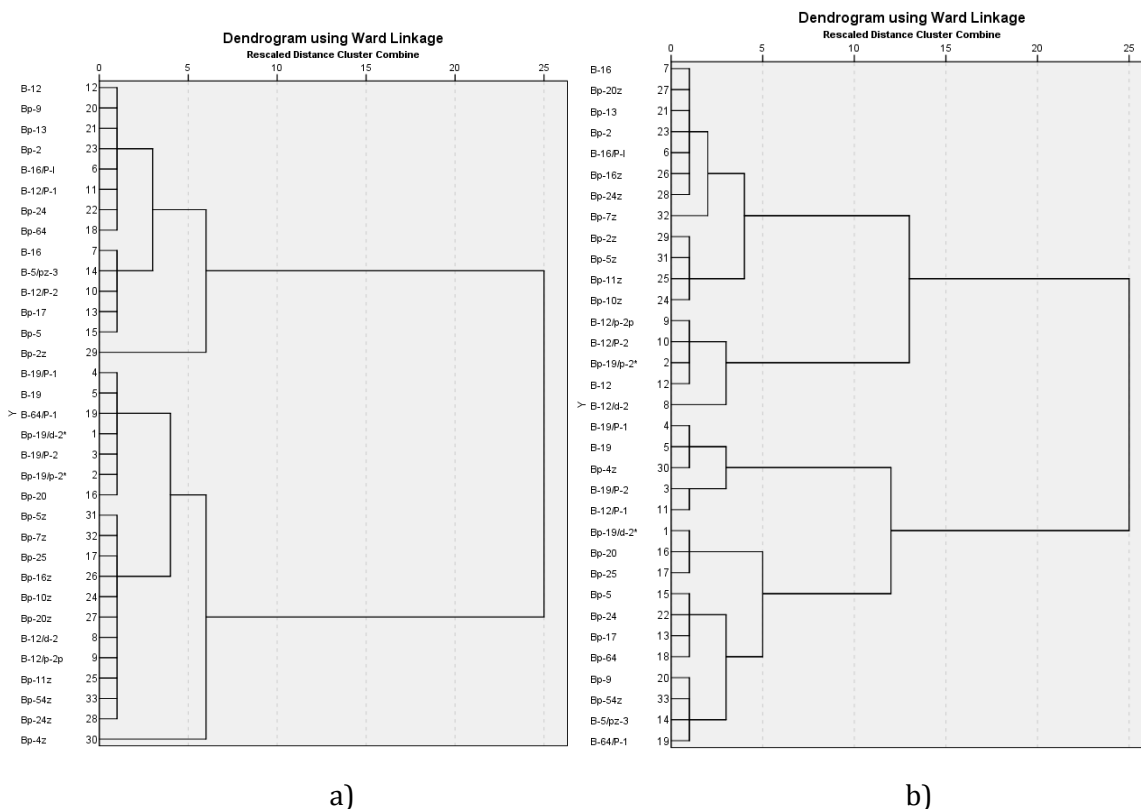 Dendrogram using Ward Linkage
Rescaled Distance Cluster Combine
0 5 10 15 20 25
B-12 12
Bp-9 20
Bp-13 21
Bp-2 23
B-16/P-I 6
B-12/P-1 11
Bp-24 22
Bp-64 18
B-16 7
B-5/pz-3 14
B-12/P-2 10
Bp-17 13
Bp-5 15
Bp-2z 29
B-19/P-1 4
B-19 5
Y
B-64/P-1 19
Bp-19/d-2* 1
B-19/P-2 3
Bp-19/p-2* 2
Bp-20 16
Bp-5z 31
Bp-7z 32
Bp-25 17
Bp-16z 26
Bp-10z 24
Bp-20z 27
B-12/d-2 8
B-12/p-2p 9
Bp-11z 25
Bp-54z 33
Bp-24z 28
Bp-4z 30
a)
Dendrogram using Ward Linkage
Rescaled Distance Cluster Combine
0 5 10 15 20 25
B-16 7
Bp-20z 27
Bp-13 21
Bp-2 23
B-16/P-I 6
Bp-16z 26
Bp-24z 28
Bp-7z 32
Bp-2z 29
Bp-5z 31
Bp-11z 25
Bp-10z 24
B-12/p-2p 9
B-12/P-2 10
Bp-19/p-2* 2
B-12 12
Y
B-12/d-2 8
B-19/P-1 4
B-19 5
Bp-4z 30
B-19/P-2 3
B-12/P-1 11
Bp-19/d-2* 1
Bp-20 16
Bp-25 17
Bp-5 15
Bp-24 22
Bp-17 13
Bp-64 18
Bp-9 20
Bp-54z 33
B-5/pz-3 14
B-64/P-1 19
b)